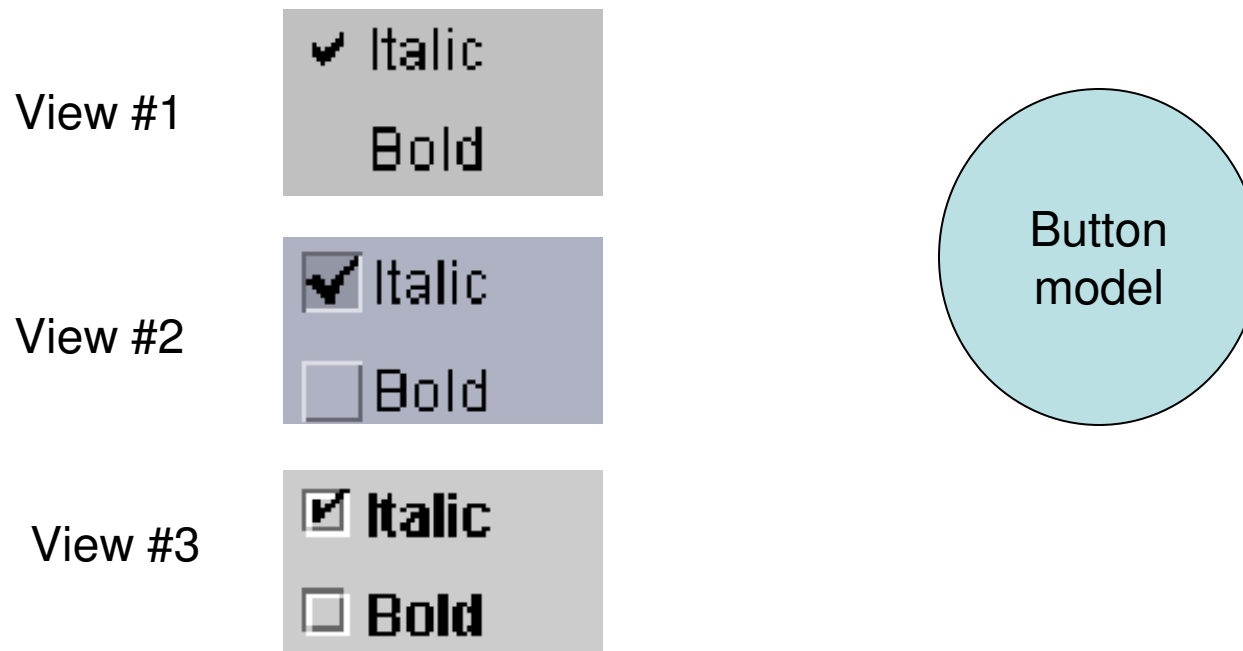 View #1
Italic
Bold
View #2
Italic
Bold
View #3
Italic
Bold
Button
model